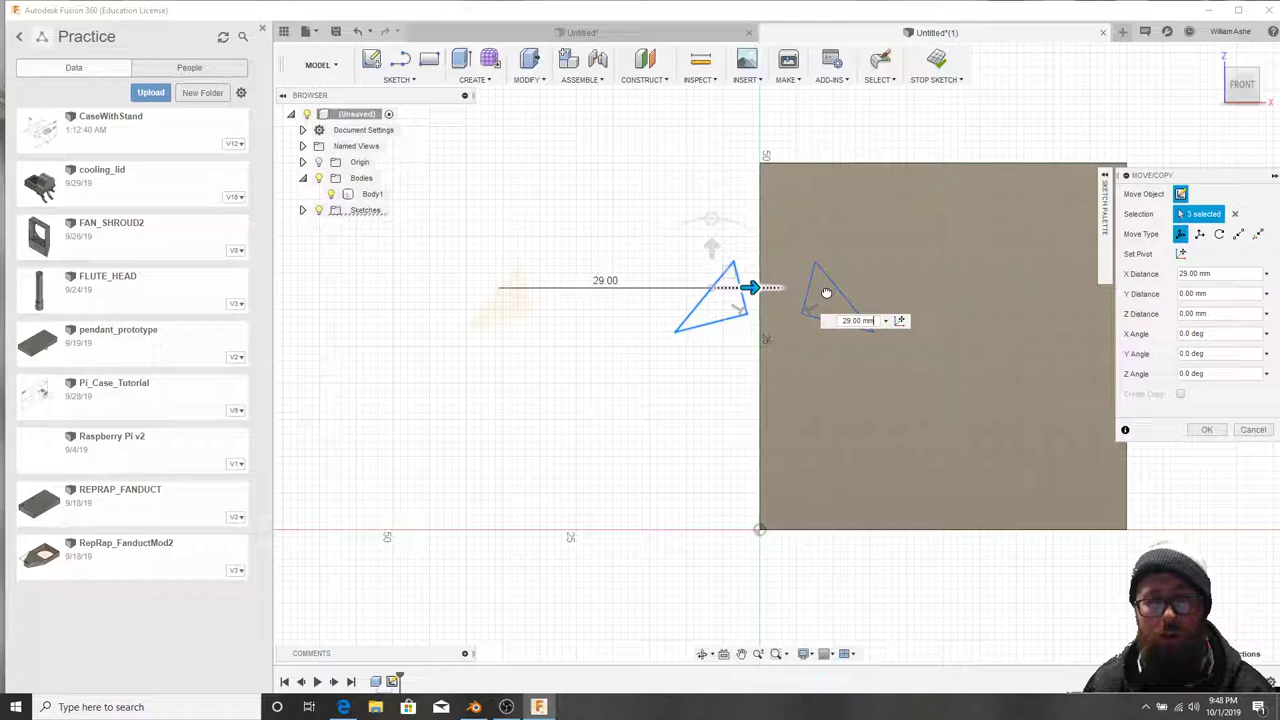 Autodesk Fusion 360 (Education License)
Practice
Data
People
Upload
New Folder
CaseWithStand
1:12:40 AM
V12
cooling_lid
9/29/19
V16
FAN_SHROUD2
9/26/19
V8
FLUTE_HEAD
9/26/19
V3
pendant_prototype
9/19/19
V2
Pi_Case_Tutorial
9/28/19
V6
Raspberry Pi v2
9/4/19
V1
REPRAP_FANDUCT
9/18/19
V3
RepRap_FanductMod2
9/18/19
V3
Untitled*
Untitled*(1)
William Ashe
MODEL
SKETCH
CREATE
MODIFY
ASSEMBLE
CONSTRUCT
INSPECT
INSERT
MAKE
ADD-INS
SELECT
STOP SKETCH
BROWSER
(Unsaved)
Document Settings
Named Views
Origin
Bodies
Body1
Sketches
Z
FRONT
X
50
25
29.00
29.00 mm
50
25
SKETCH PALETTE
MOVE/COPY
Move Object
Selection
3 selected
Move Type
Set Pivot
X Distance
29.00 mm
Y Distance
0.00 mm
Z Distance
0.00 mm
X Angle
0.0 deg
Y Angle
0.0 deg
Z Angle
0.0 deg
Create Copy
OK
Cancel
COMMENTS
Type here to search
9:48 PM
10/1/2019